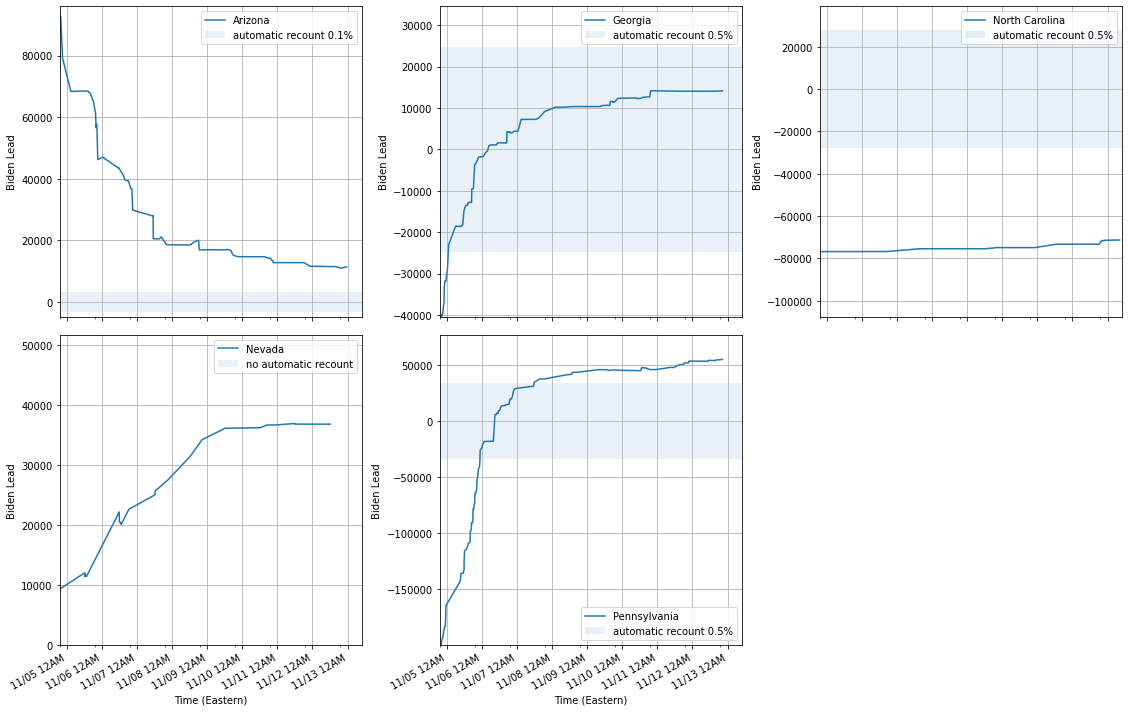 Arizona
automatic recount 0.1%
Biden Lead
80000
60000
40000
20000
0
Georgia
automatic recount 0.5%
Biden Lead
30000
20000
10000
0
−10000
−20000
−30000
−40000
North Carolina
automatic recount 0.5%
Biden Lead
20000
0
−20000
−40000
−60000
−80000
−100000
Nevada
no automatic recount
Biden Lead
50000
40000
30000
20000
10000
0
11/05 12AM
11/06 12AM
11/07 12AM
11/08 12AM
11/09 12AM
11/10 12AM
11/11 12AM
11/12 12AM
11/13 12AM
Time (Eastern)
Biden Lead
50000
0
−50000
−100000
−150000
Pennsylvania
automatic recount 0.5%
11/05 12AM
11/06 12AM
11/07 12AM
11/08 12AM
11/09 12AM
11/10 12AM
11/11 12AM
11/12 12AM
11/13 12AM
Time (Eastern)